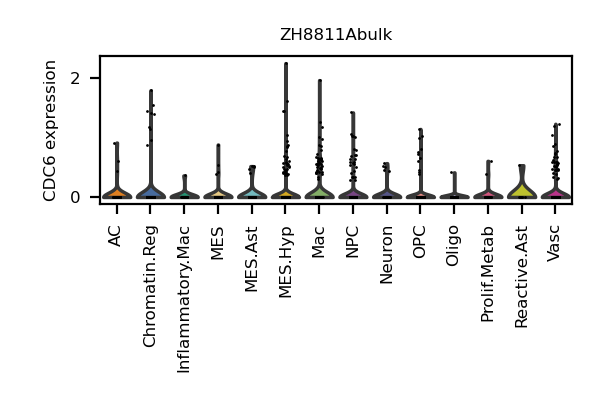 ZH8811Abulk
CDC6 expression
2
0
AC
Chromatin.Reg
Inflammatory.Mac
MES
MES.Ast
MES.Hyp
Mac
NPC
Neuron
OPC
Oligo
Prolif.Metab
Reactive.Ast
Vasc